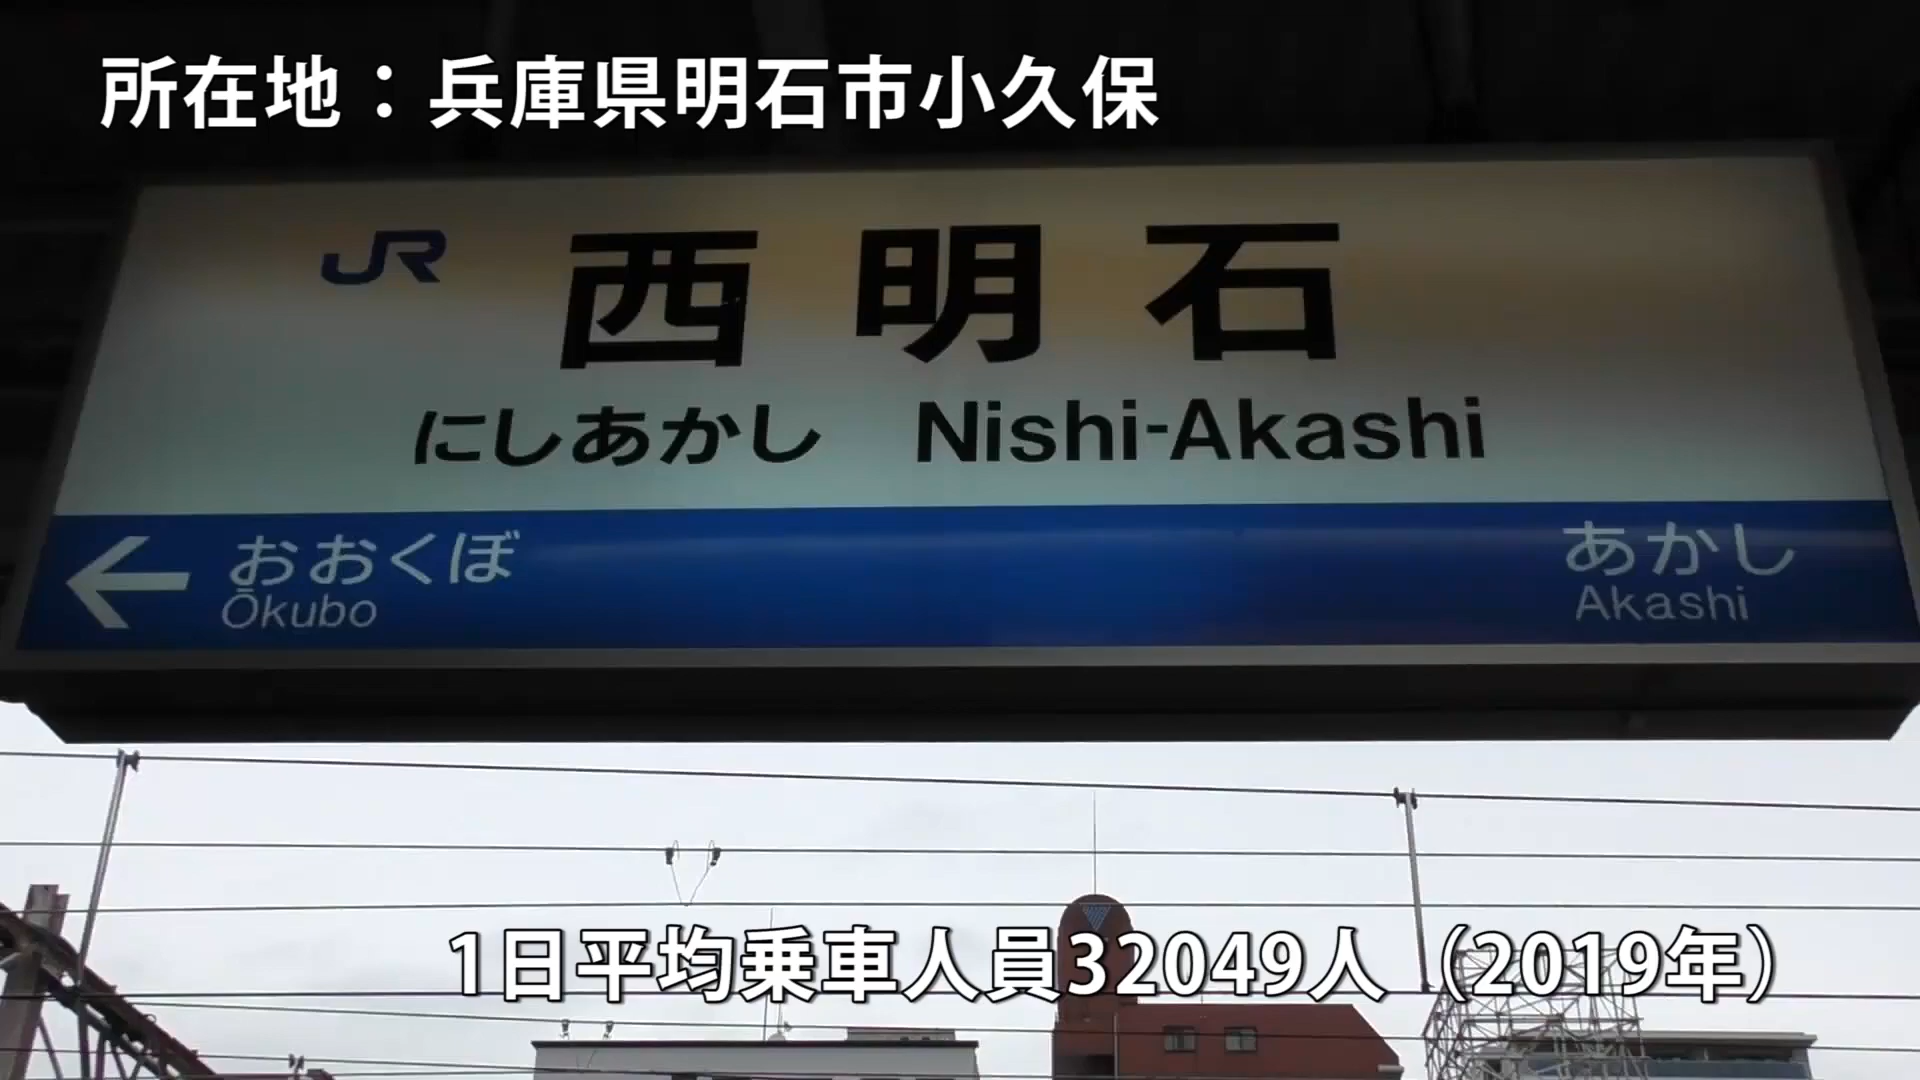 所在地：兵庫県明石市小久保
JR 西明石
にしあかし Nishi-Akashi
← おおくぼ あかし
Ōkubo Akashi
1日平均乗車人員32049人（2019年）